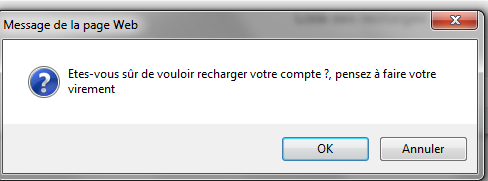 Message de la page Web
Etes-vous sûr de vouloir recharger votre compte ?, pensez à faire votre
virement
OK
Annuler